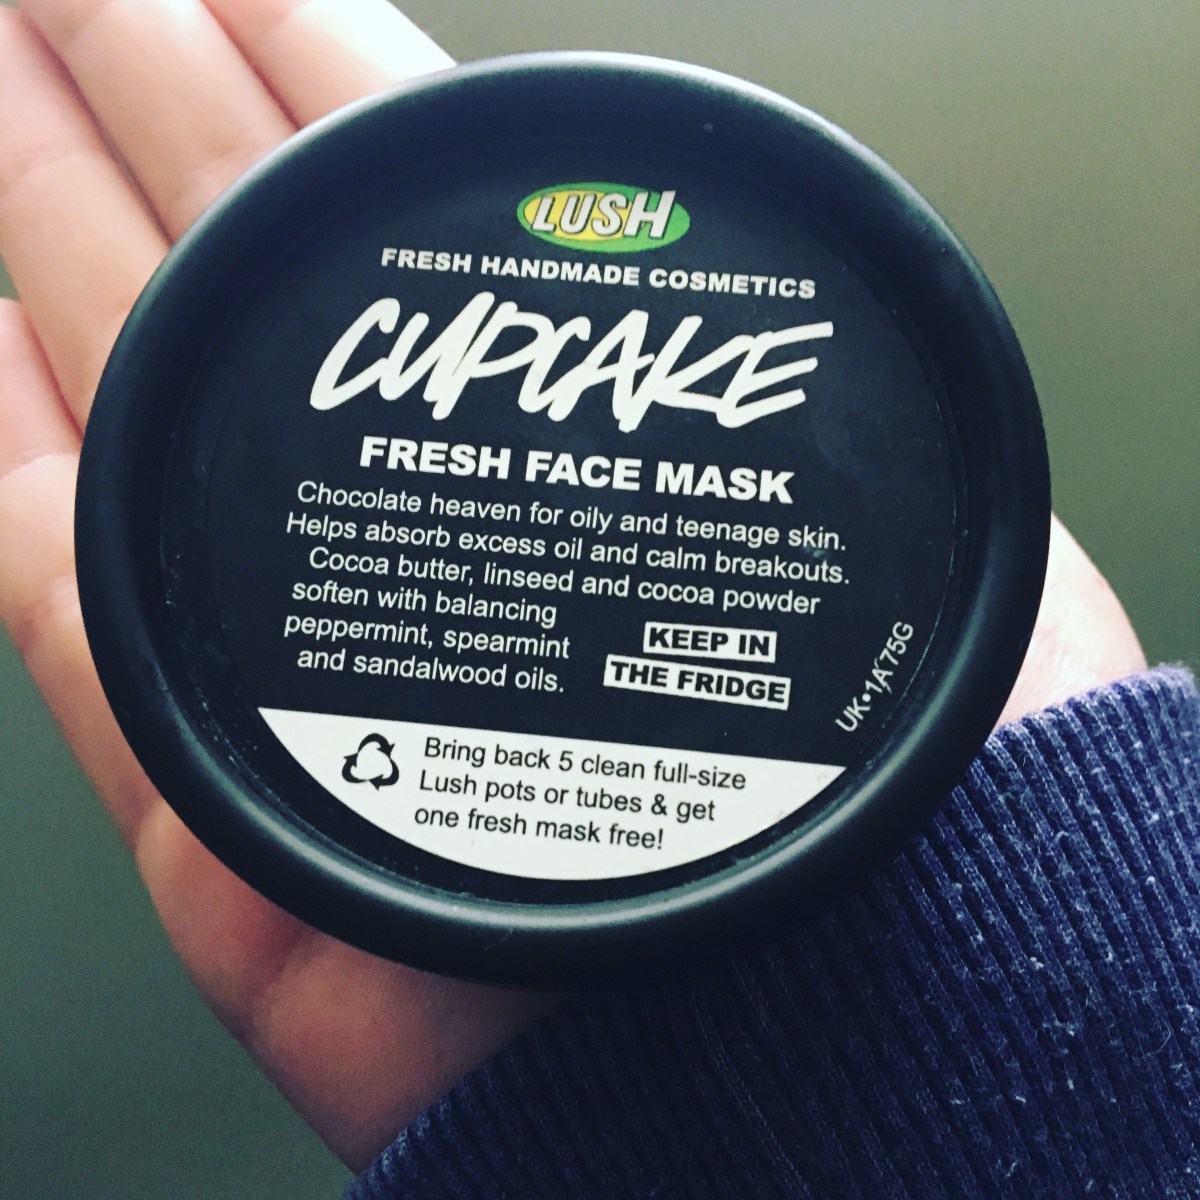 LUSH
FRESH HANDMADE COSMETICS
CUPCAKE
FRESH FACE MASK
Chocolate heaven for oily and teenage skin.
Helps absorb excess oil and calm breakouts.
Cocoa butter, linseed and cocoa powder
soften with balancing
peppermint, spearmint
and sandalwood oils.
KEEP IN
THE FRIDGE
UK•1A 75G
Bring back 5 clean full-size
Lush pots or tubes & get
one fresh mask free!